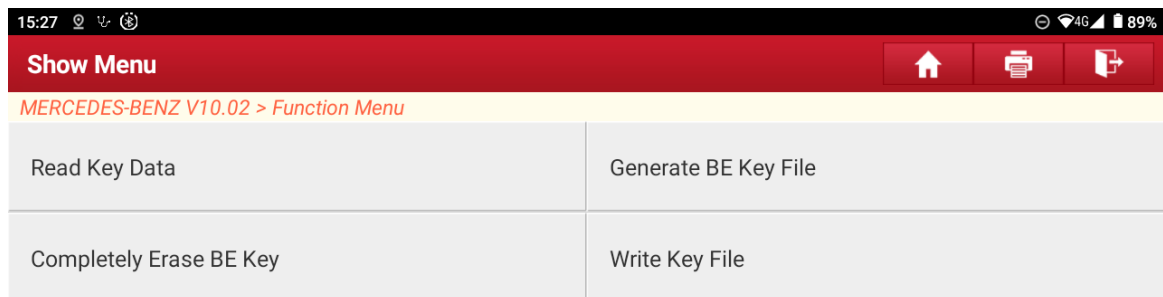 15:27 4G 89%
Show Menu
MERCEDES-BENZ V10.02 > Function Menu
Read Key Data Generate BE Key File
Completely Erase BE Key Write Key File